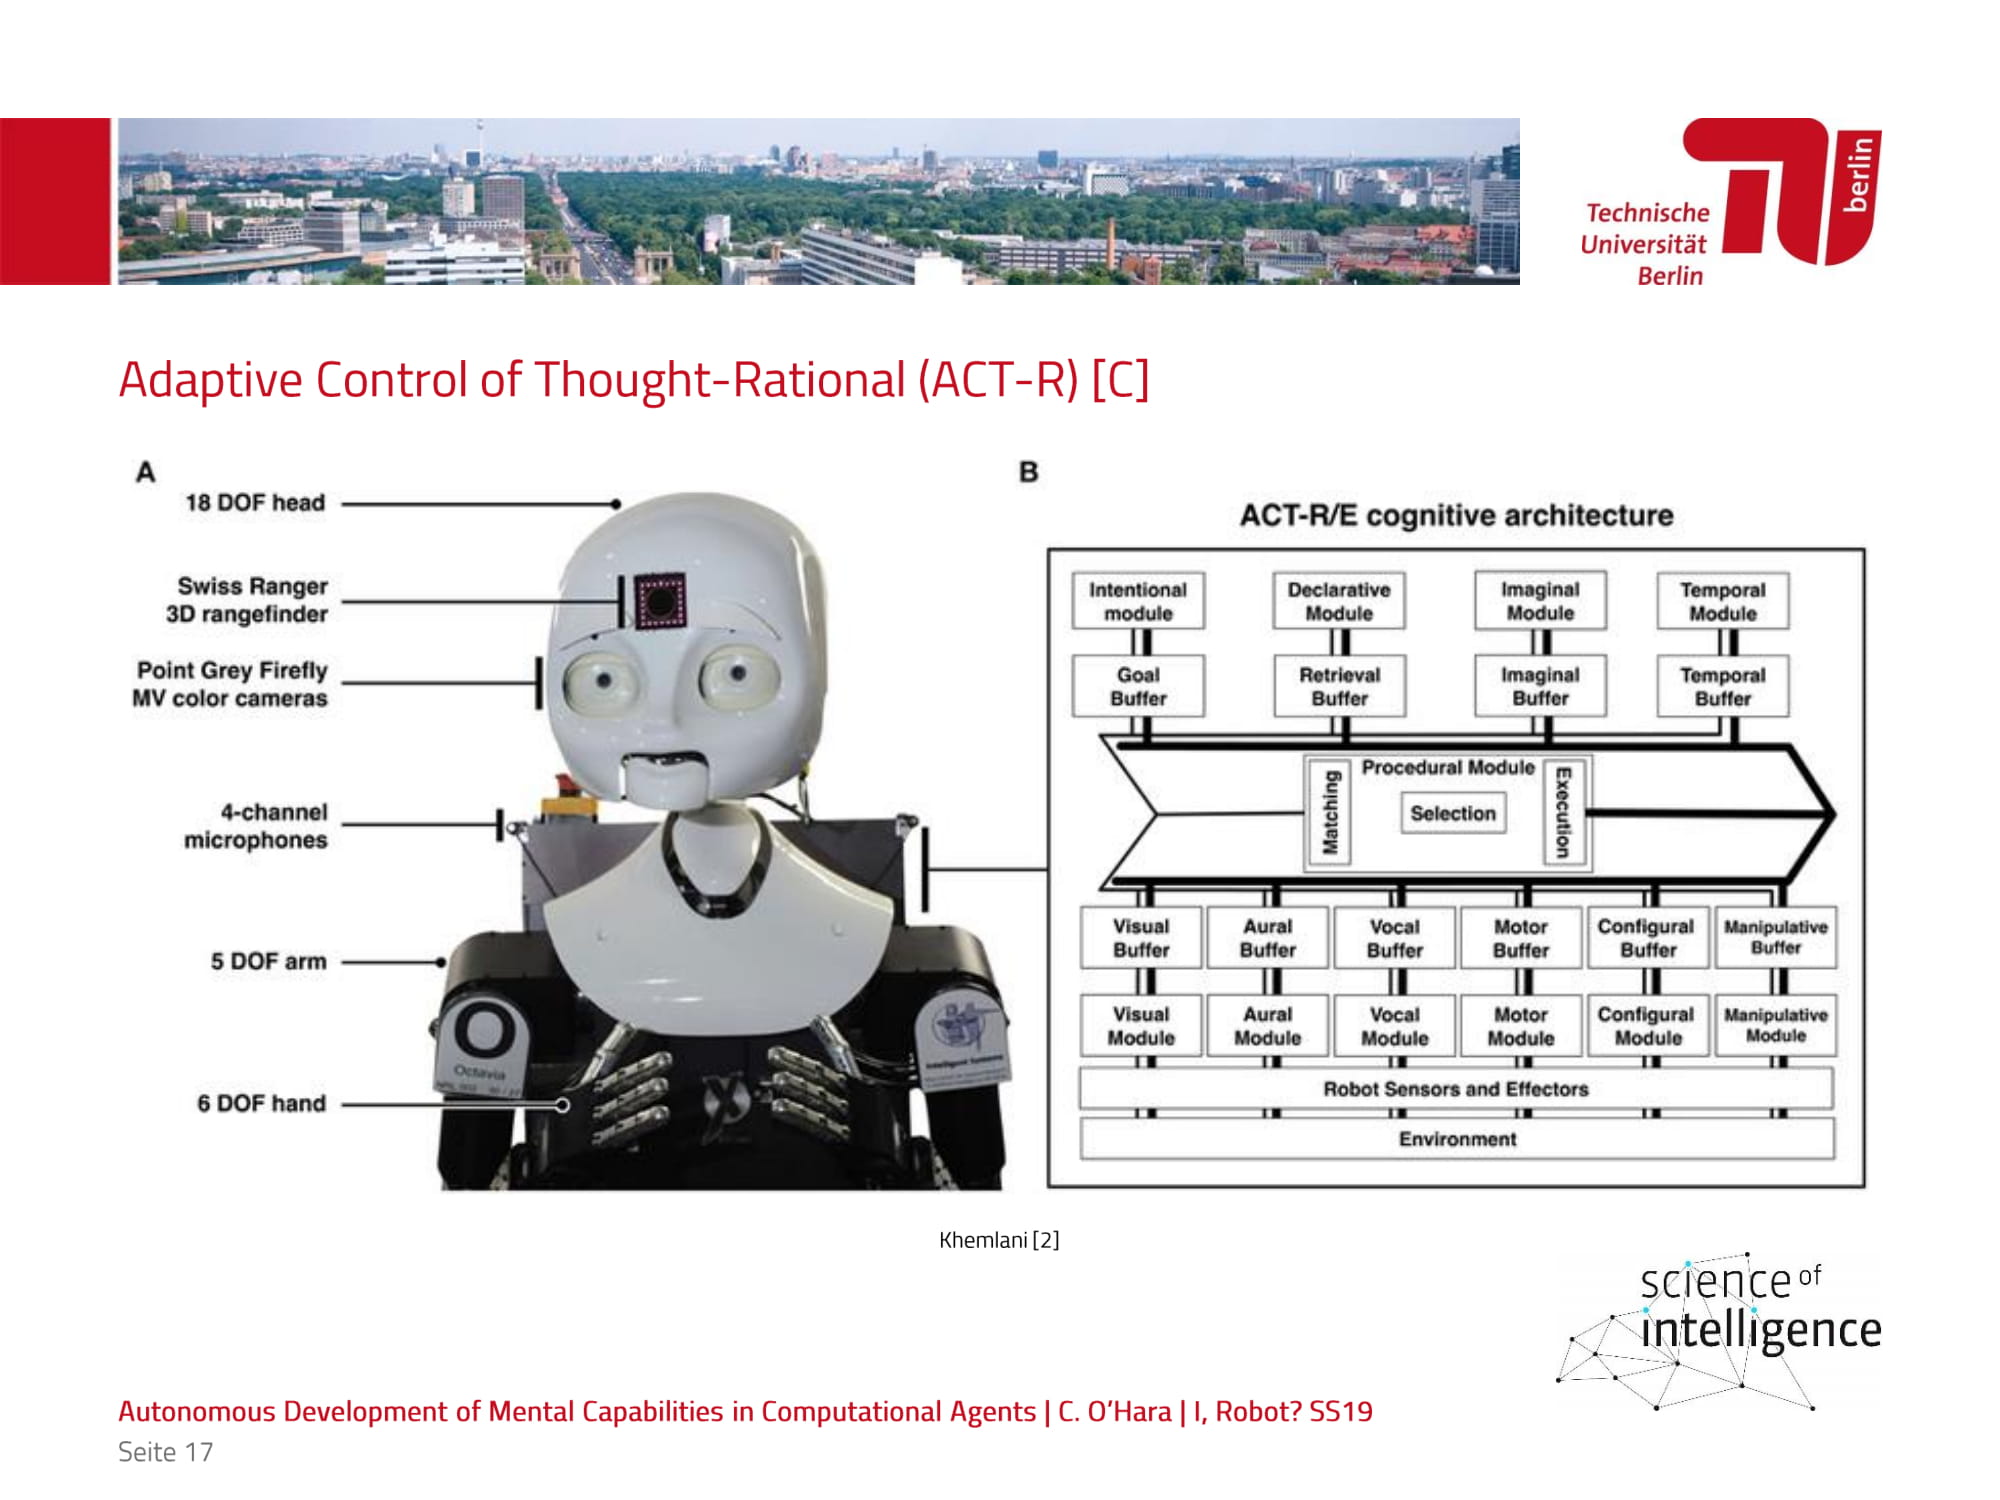 Technische
Universität
Berlin
berlin
Adaptive Control of Thought-Rational (ACT-R) [C]
A
18 DOF head
Swiss Ranger
3D rangefinder
Point Grey Firefly
MV color cameras
4-channel
microphones
5 DOF arm
6 DOF hand
Octavia
Intelligent Systems
B
ACT-R/E cognitive architecture
Intentional
module
Declarative
Module
Imaginal
Module
Temporal
Module
Goal
Buffer
Retrieval
Buffer
Imaginal
Buffer
Temporal
Buffer
Procedural Module
Matching
Selection
Execution
Visual
Buffer
Aural
Buffer
Vocal
Buffer
Motor
Buffer
Configural
Buffer
Manipulative
Buffer
Visual
Module
Aural
Module
Vocal
Module
Motor
Module
Configural
Module
Manipulative
Module
Robot Sensors and Effectors
Environment
Khemlani [2]
science of
intelligence
Autonomous Development of Mental Capabilities in Computational Agents | C. O’Hara | I, Robot? SS19
Seite 17